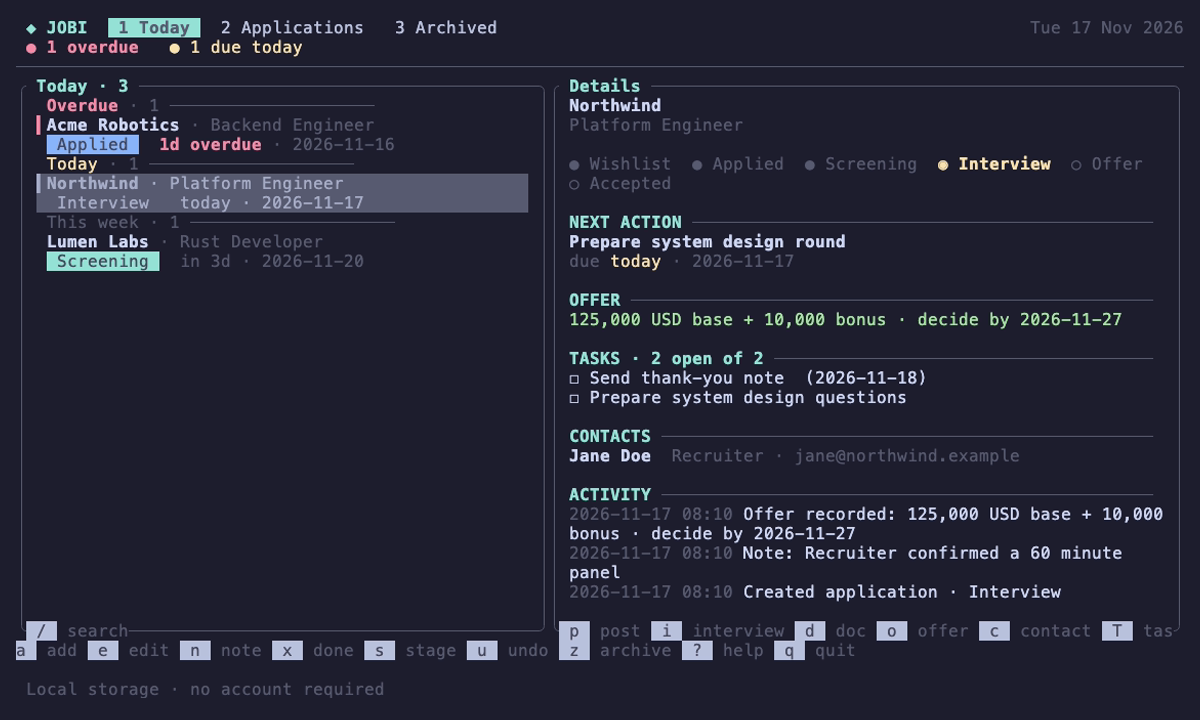 ◆ JOBI  1 Today  2 Applications  3 Archived  Tue 17 Nov 2026
● 1 overdue  ● 1 due today
Today · 3
Overdue · 1
Acme Robotics · Backend Engineer
Applied  1d overdue · 2026-11-16
Today · 1
Northwind · Platform Engineer
Interview  today · 2026-11-17
This week · 1
Lumen Labs · Rust Developer
Screening  in 3d · 2026-11-20
Details
Northwind
Platform Engineer
● Wishlist  ● Applied  ● Screening  ◉ Interview  ○ Offer
○ Accepted
NEXT ACTION
Prepare system design round
due today · 2026-11-17
OFFER
125,000 USD base + 10,000 bonus · decide by 2026-11-27
TASKS · 2 open of 2
□ Send thank-you note  (2026-11-18)
□ Prepare system design questions
CONTACTS
Jane Doe  Recruiter · jane@northwind.example
ACTIVITY
2026-11-17 08:10 Offer recorded: 125,000 USD base + 10,000
bonus · decide by 2026-11-27
2026-11-17 08:10 Note: Recruiter confirmed a 60 minute
panel
2026-11-17 08:10 Created application · Interview
/ search  p post  i interview  d doc  o offer  c contact  T tas
a add  e edit  n note  x done  s stage  u undo  z archive  ? help  q quit
Local storage · no account required